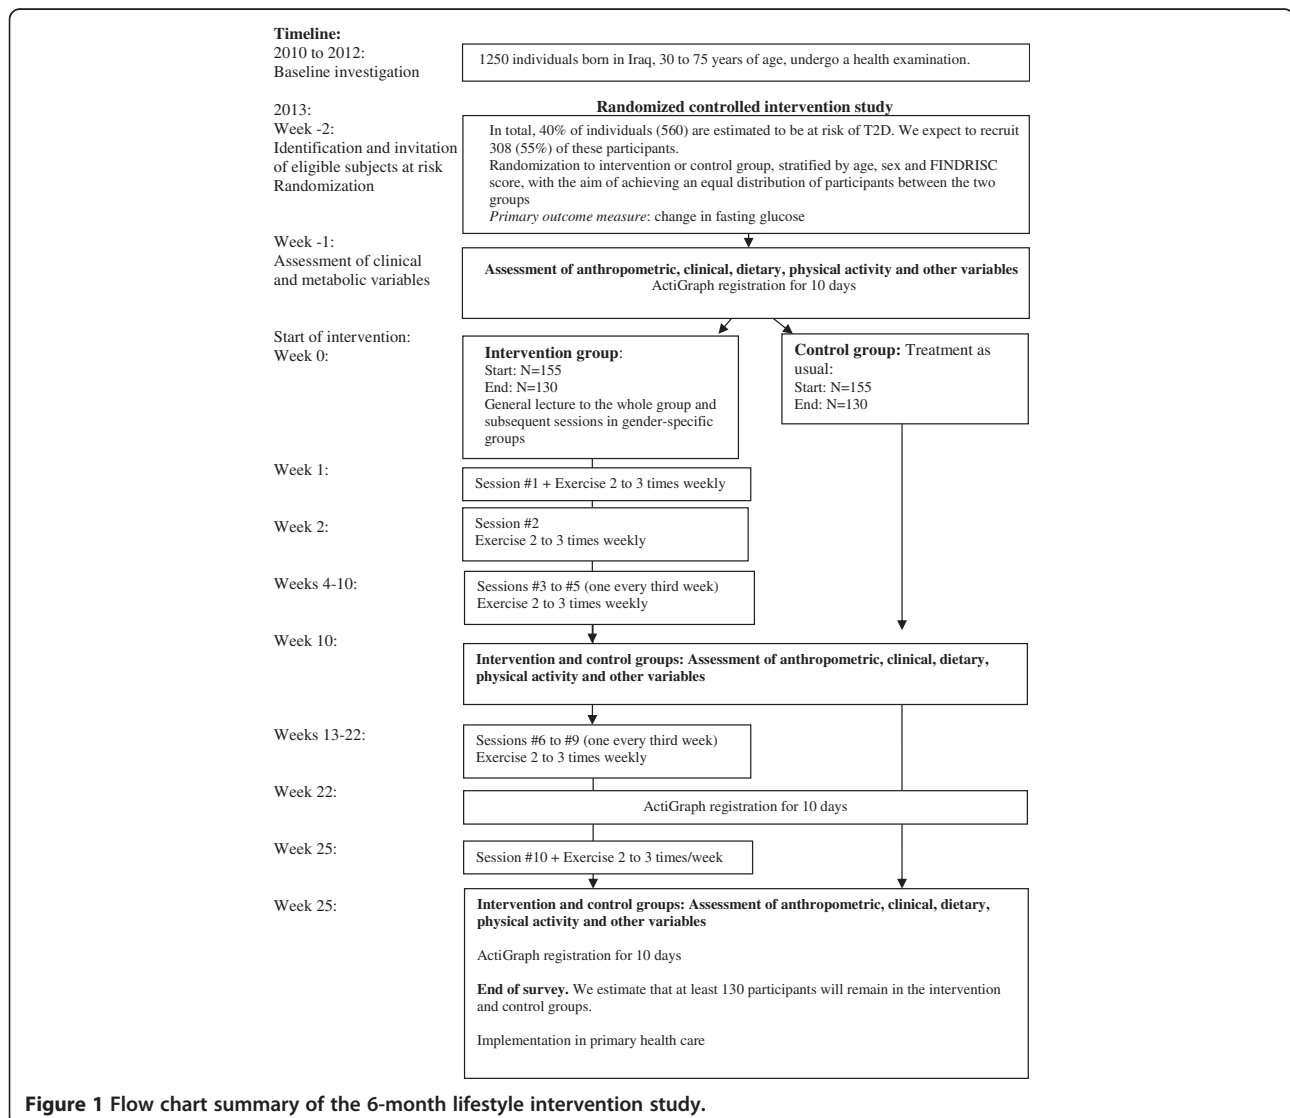 Timeline:
2010 to 2012:
Baseline investigation
1250 individuals born in Iraq, 30 to 75 years of age, undergo a health examination.
Randomized controlled intervention study
2013:
Week -2:
Identification and invitation
of eligible subjects at risk
Randomization
In total, 40% of individuals (560) are estimated to be at risk of T2D. We expect to recruit
308 (55%) of these participants.
Randomization to intervention or control group, stratified by age, sex and FINDRISC
score, with the aim of achieving an equal distribution of participants between the two
groups
Primary outcome measure: change in fasting glucose
Week -1:
Assessment of clinical
and metabolic variables
Assessment of anthropometric, clinical, dietary, physical activity and other variables
ActiGraph registration for 10 days
Start of intervention:
Week 0:
Intervention group:
Start: N=155
End: N=130
General lecture to the whole group and
subsequent sessions in gender-specific
groups
Control group: Treatment as
usual:
Start: N=155
End: N=130
Week 1:
Session #1 + Exercise 2 to 3 times weekly
Week 2:
Session #2
Exercise 2 to 3 times weekly
Weeks 4-10:
Sessions #3 to #5 (one every third week)
Exercise 2 to 3 times weekly
Week 10:
Intervention and control groups: Assessment of anthropometric, clinical, dietary,
physical activity and other variables
Weeks 13-22:
Sessions #6 to #9 (one every third week)
Exercise 2 to 3 times weekly
Week 22:
ActiGraph registration for 10 days
Week 25:
Session #10 + Exercise 2 to 3 times/week
Week 25:
Intervention and control groups: Assessment of anthropometric, clinical, dietary,
physical activity and other variables
ActiGraph registration for 10 days
End of survey. We estimate that at least 130 participants will remain in the intervention
and control groups.
Implementation in primary health care
Figure 1 Flow chart summary of the 6-month lifestyle intervention study.